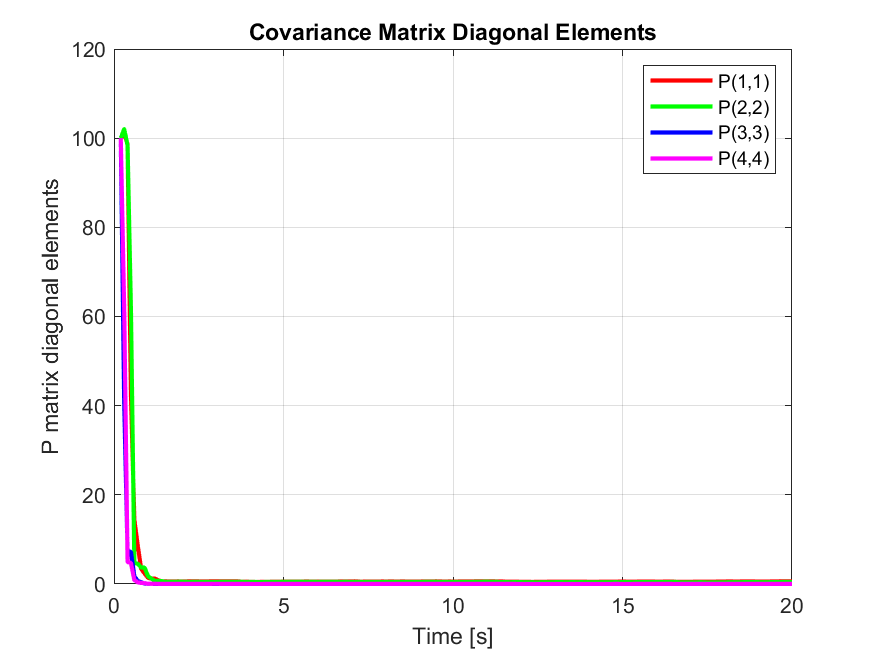 Covariance Matrix Diagonal Elements
120
100
80
60
40
20
0
P matrix diagonal elements
P(1,1)
P(2,2)
P(3,3)
P(4,4)
0 5 10 15 20
Time [s]